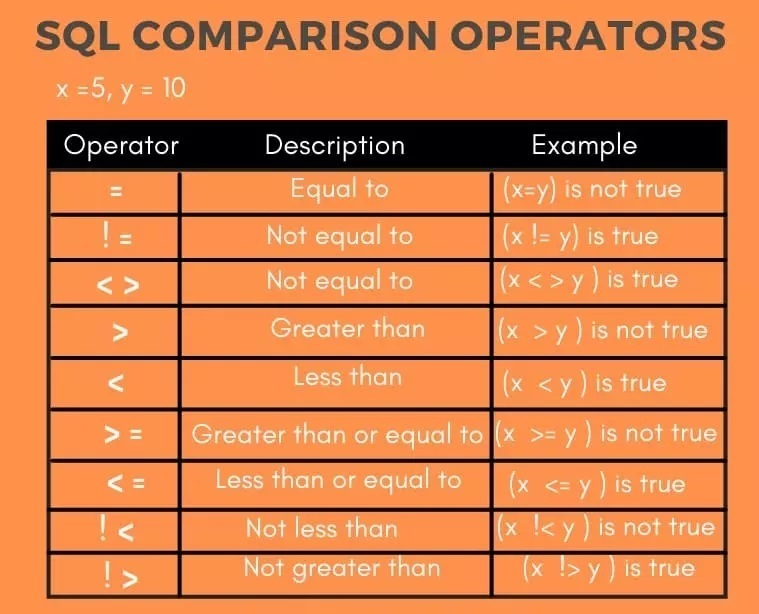 SQL COMPARISON OPERATORS
x =5, y = 10
Operator Description Example
= Equal to (x=y) is not true
! = Not equal to (x != y) is true
< > Not equal to (x < > y ) is true
> Greater than (x > y ) is not true
< Less than (x < y ) is true
> = Greater than or equal to (x >= y ) is not true
< = Less than or equal to (x <= y ) is true
! < Not less than (x !< y ) is not true
! > Not greater than (x !> y ) is true